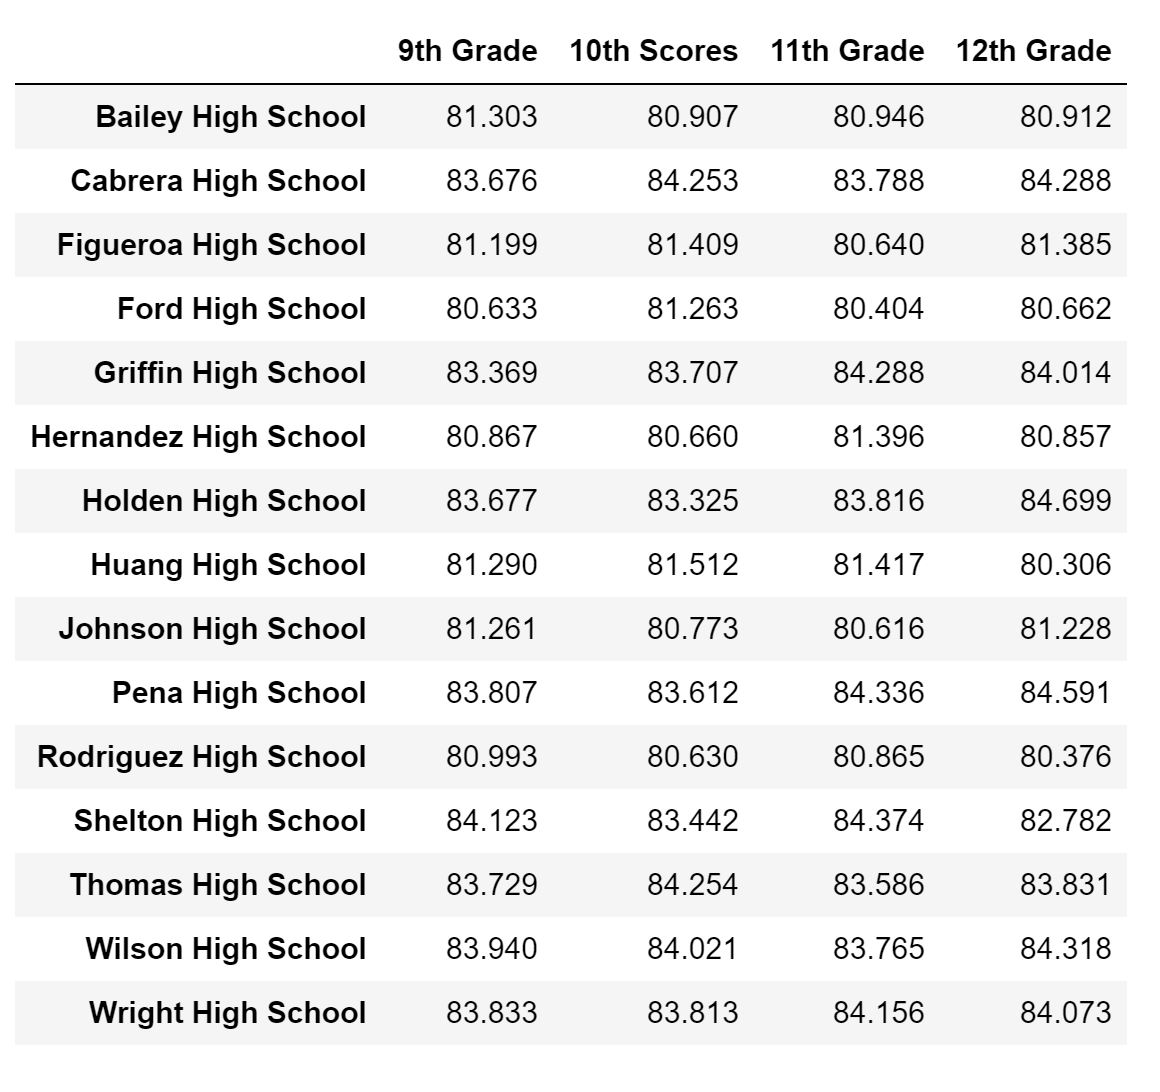 9th Grade 10th Scores 11th Grade 12th Grade
Bailey High School 81.303 80.907 80.946 80.912
Cabrera High School 83.676 84.253 83.788 84.288
Figueroa High School 81.199 81.409 80.640 81.385
Ford High School 80.633 81.263 80.404 80.662
Griffin High School 83.369 83.707 84.288 84.014
Hernandez High School 80.867 80.660 81.396 80.857
Holden High School 83.677 83.325 83.816 84.699
Huang High School 81.290 81.512 81.417 80.306
Johnson High School 81.261 80.773 80.616 81.228
Pena High School 83.807 83.612 84.336 84.591
Rodriguez High School 80.993 80.630 80.865 80.376
Shelton High School 84.123 83.442 84.374 82.782
Thomas High School 83.729 84.254 83.586 83.831
Wilson High School 83.940 84.021 83.765 84.318
Wright High School 83.833 83.813 84.156 84.073